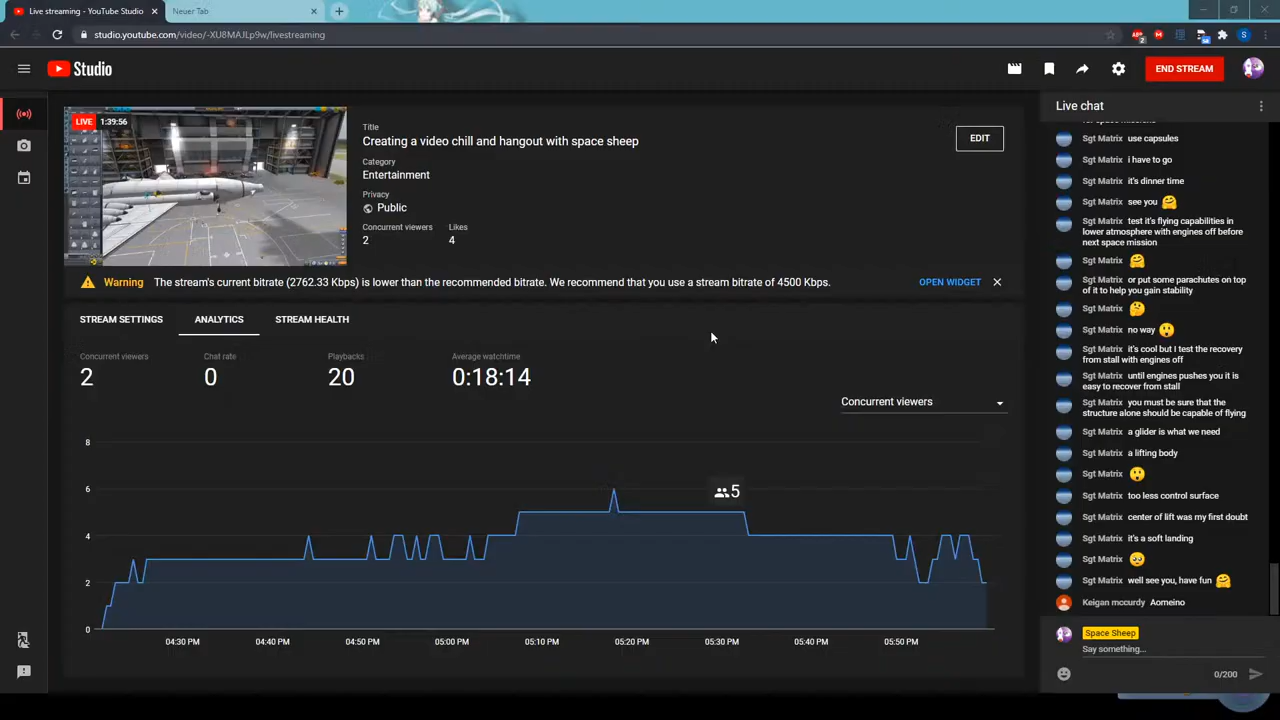 Live streaming - YouTube Studio
Neuer Tab
studio.youtube.com/video/-XU8MAJLp9w/livestreaming
2
S
Studio
END STREAM
LIVE 1:39:56
Title
Creating a video chill and hangout with space sheep
Category
Entertainment
Privacy
Public
Concurrent viewers
2
Likes
4
EDIT
Warning The stream's current bitrate (2762.33 Kbps) is lower than the recommended bitrate. We recommend that you use a stream bitrate of 4500 Kbps.
OPEN WIDGET
STREAM SETTINGS
ANALYTICS
STREAM HEALTH
Concurrent viewers
2
Chat rate
0
Playbacks
20
Average watchtime
0:18:14
Concurrent viewers
8
6
4
2
0
5
04:30 PM
04:40 PM
04:50 PM
05:00 PM
05:10 PM
05:20 PM
05:30 PM
05:40 PM
05:50 PM
Live chat
Sgt Matrix use capsules
Sgt Matrix i have to go
Sgt Matrix it's dinner time
Sgt Matrix see you 🤗
Sgt Matrix test it's flying capabilities in
lower atmosphere with engines off before
next space mission
Sgt Matrix 🤗
Sgt Matrix or put some parachutes on top
of it to help you gain stability
Sgt Matrix 🤔
Sgt Matrix no way 😲
Sgt Matrix it's cool but I test the recovery
from stall with engines off
Sgt Matrix until engines pushes you it is
easy to recover from stall
Sgt Matrix you must be sure that the
structure alone should be capable of flying
Sgt Matrix a glider is what we need
Sgt Matrix a lifting body
Sgt Matrix 😲
Sgt Matrix too less control surface
Sgt Matrix center of lift was my first doubt
Sgt Matrix it's a soft landing
Sgt Matrix 🥺
Sgt Matrix well see you, have fun 🤗
Keigan mccurdy Aomeino
Space Sheep
Say something...
0/200